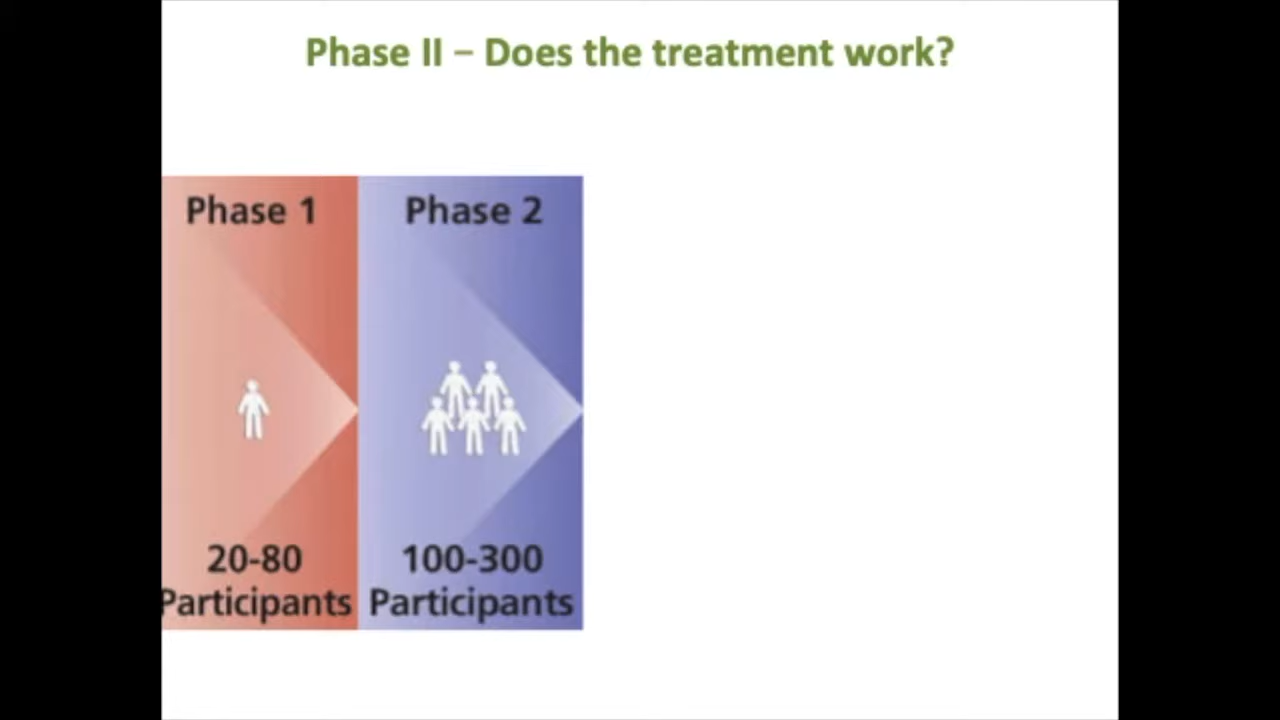 Phase II – Does the treatment work?
Phase 1
Phase 2
20-80
Participants
100-300
Participants